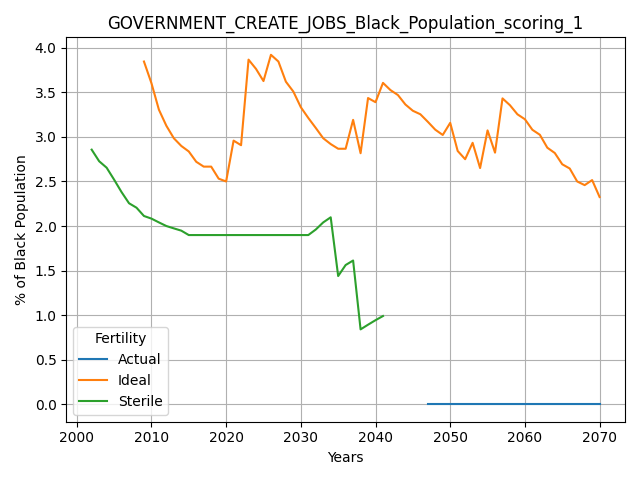 GOVERNMENT_CREATE_JOBS_Black_Population_scoring_1
% of Black Population
4.0
3.5
3.0
2.5
2.0
1.5
1.0
0.5
0.0
Fertility
Actual
Ideal
Sterile
2000 2010 2020 2030 2040 2050 2060 2070
Years